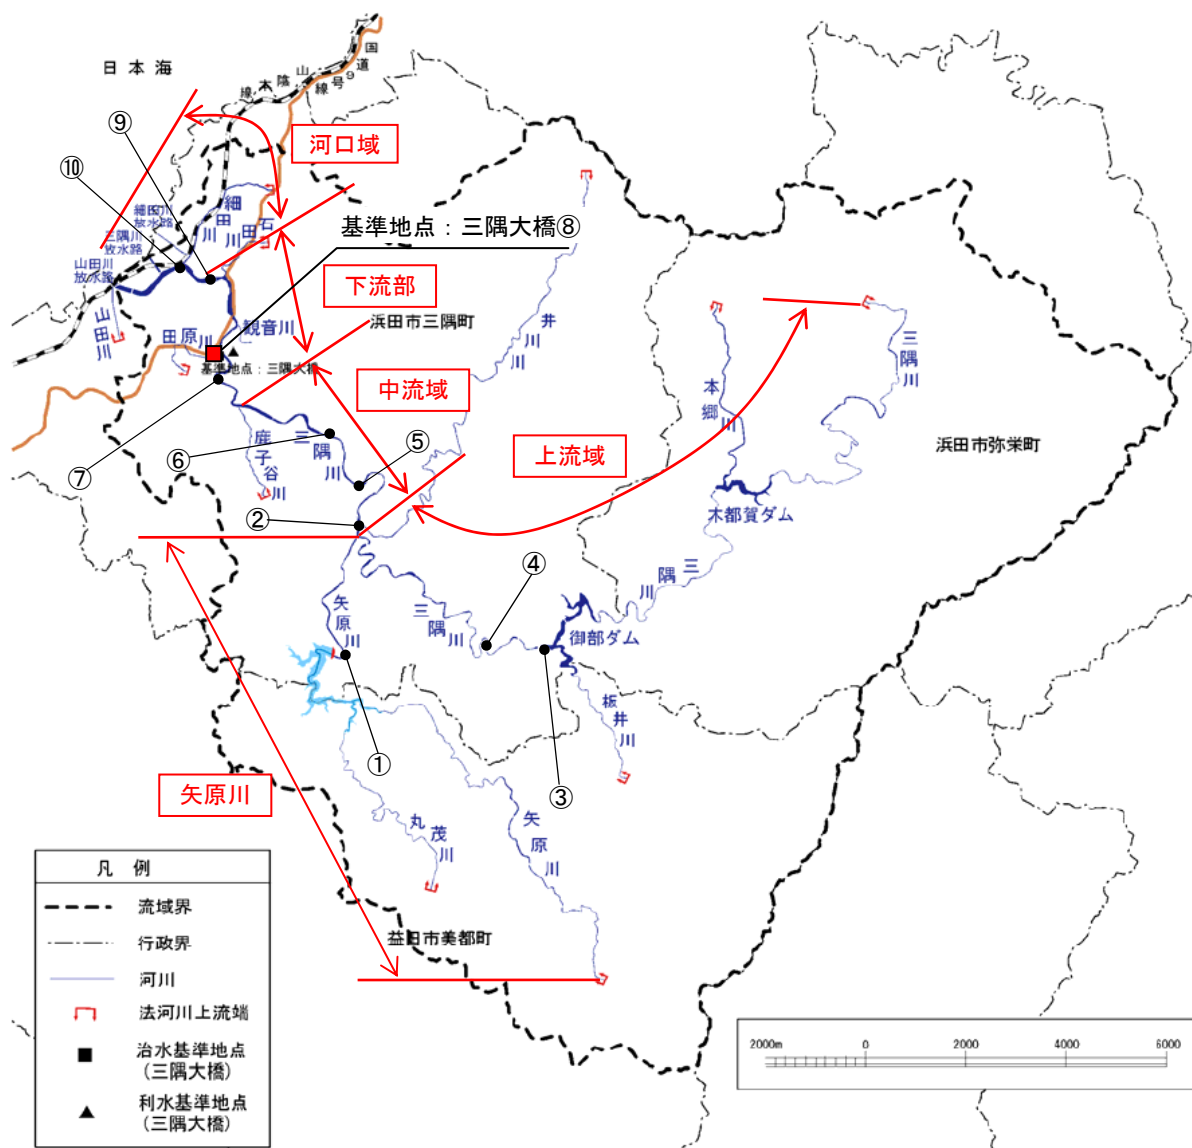 日本海
山陰本線
国道9号線
⑨
河口域
⑩
細田川
放水路
三隅川
放水路
山田川
放水路
細田川
石田川
基準地点：三隅大橋⑧
下流部
浜田市三隅町
山田川
田原川
観音川
基準地点：三隅大橋
井川川
中流域
三隅川
本郷川
上流域
浜田市弥栄町
⑦
⑥
⑤
三隅川
庄子谷川
②
木都賀ダム
④
三隅川
矢原川
三隅川
御部ダム
板井川
①
③
矢原川
丸茂川
矢原川
益田市美都町
凡 例
流域界
行政界
河川
法河川上流端
治水基準地点
(三隅大橋)
利水基準地点
(三隅大橋)
2000m 0 2000 4000 6000